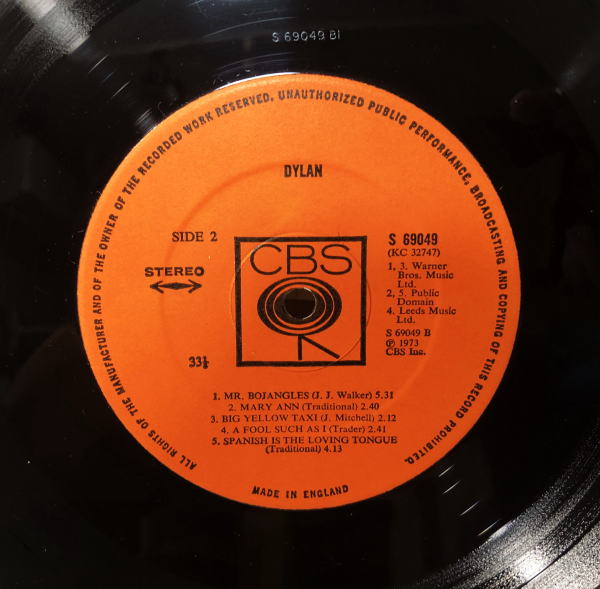 S 69049 B1
ALL RIGHTS OF THE MANUFACTURER AND OF THE OWNER OF THE RECORDED WORK RESERVED. UNAUTHORIZED PUBLIC PERFORMANCE, BROADCASTING AND COPYING OF THIS RECORD PROHIBITED.
DYLAN
SIDE 2
STEREO
33⅓
CBS
S 69049
(KC 32747)
1, 3. Warner
Bros. Music
Ltd.
2, 5. Public
Domain
4. Leeds Music
Ltd.
S 69049 B
℗ 1973
CBS Inc.
1. MR. BOJANGLES (J. J. Walker) 5.31
2. MARY ANN (Traditional) 2.40
3. BIG YELLOW TAXI (J. Mitchell) 2.12
4. A FOOL SUCH AS I (Trader) 2.41
5. SPANISH IS THE LOVING TONGUE
(Traditional) 4.13
MADE IN ENGLAND